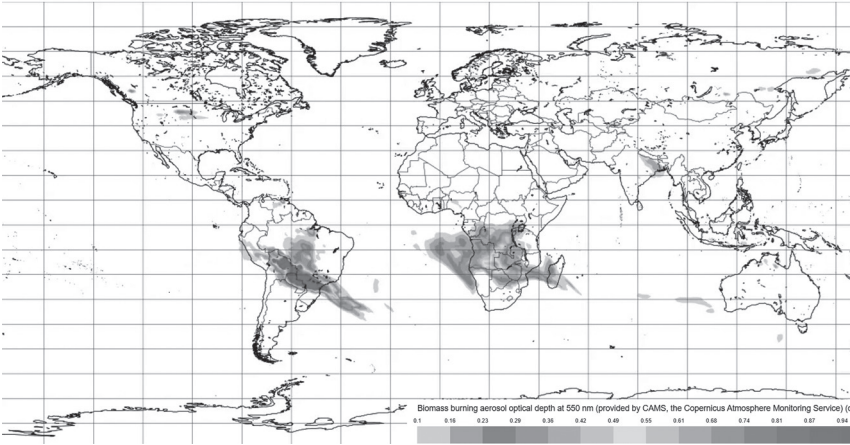 Biomass burning aerosol optical depth at 550 nm (provided by CAMS, the Copernicus Atmosphere Monitoring Service) (
0.1 0.16 0.23 0.29 0.36 0.42 0.49 0.55 0.61 0.68 0.74 0.81 0.87 0.94